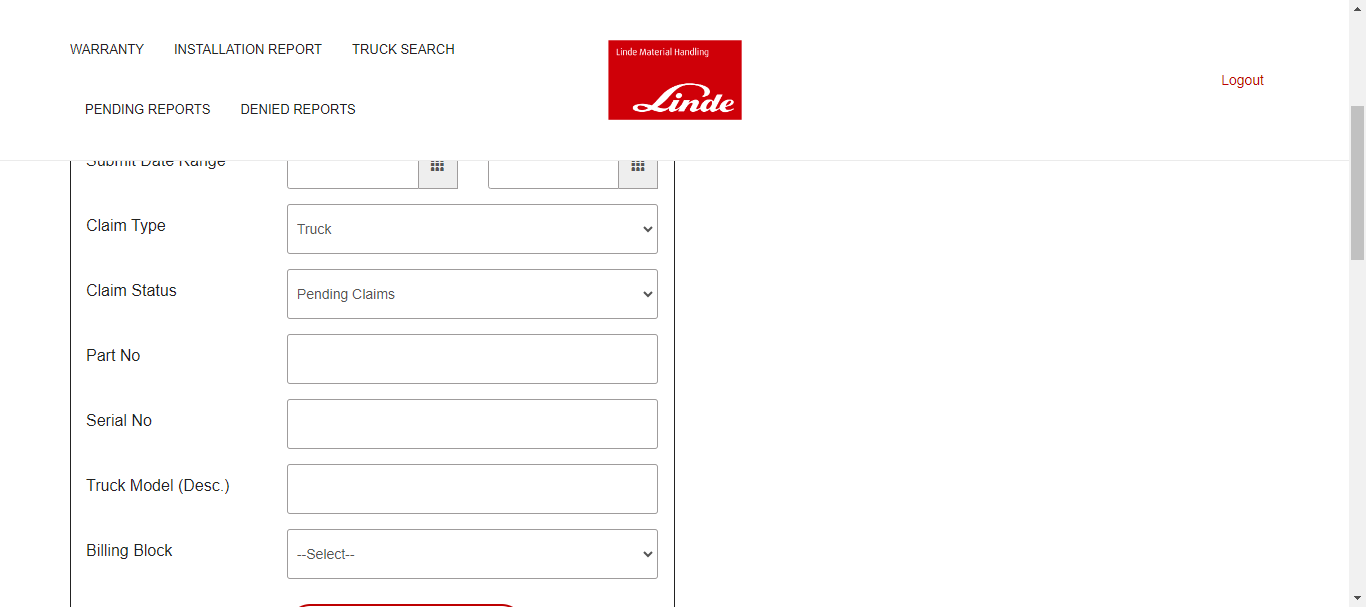 WARRANTY INSTALLATION REPORT TRUCK SEARCH
PENDING REPORTS DENIED REPORTS
Linde Material Handling
Linde
Logout
Submit Date Range
Claim Type Truck
Claim Status Pending Claims
Part No
Serial No
Truck Model (Desc.)
Billing Block --Select--